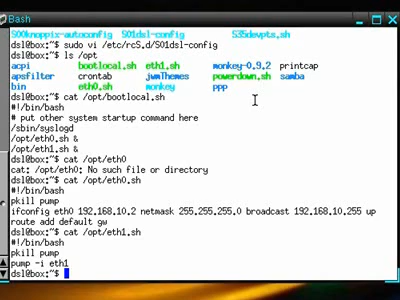 Bash
S00knoppix-autoconfig S01dsl-config S35devpts.sh
dsl@box:~$ sudo vi /etc/rcS.d/S01dsl-config
dsl@box:~$ ls /opt
acpi bootlocal.sh eth1.sh monkey-0.9.2 printcap
apsfilter crontab jwmThemes powerdown.sh samba
bin eth0.sh monkey ppp
dsl@box:~$ cat /opt/bootlocal.sh
#!/bin/bash
# put other system startup command here
/sbin/syslogd
/opt/eth0.sh &
/opt/eth1.sh &
dsl@box:~$ cat /opt/eth0
cat: /opt/eth0: No such file or directory
dsl@box:~$ cat /opt/eth0.sh
#!/bin/bash
pkill pump
ifconfig eth0 192.168.10.2 netmask 255.255.255.0 broadcast 192.168.10.255 up
route add default gw
dsl@box:~$ cat /opt/eth1.sh
#!/bin/bash
pkill pump
pump -i eth1
dsl@box:~$